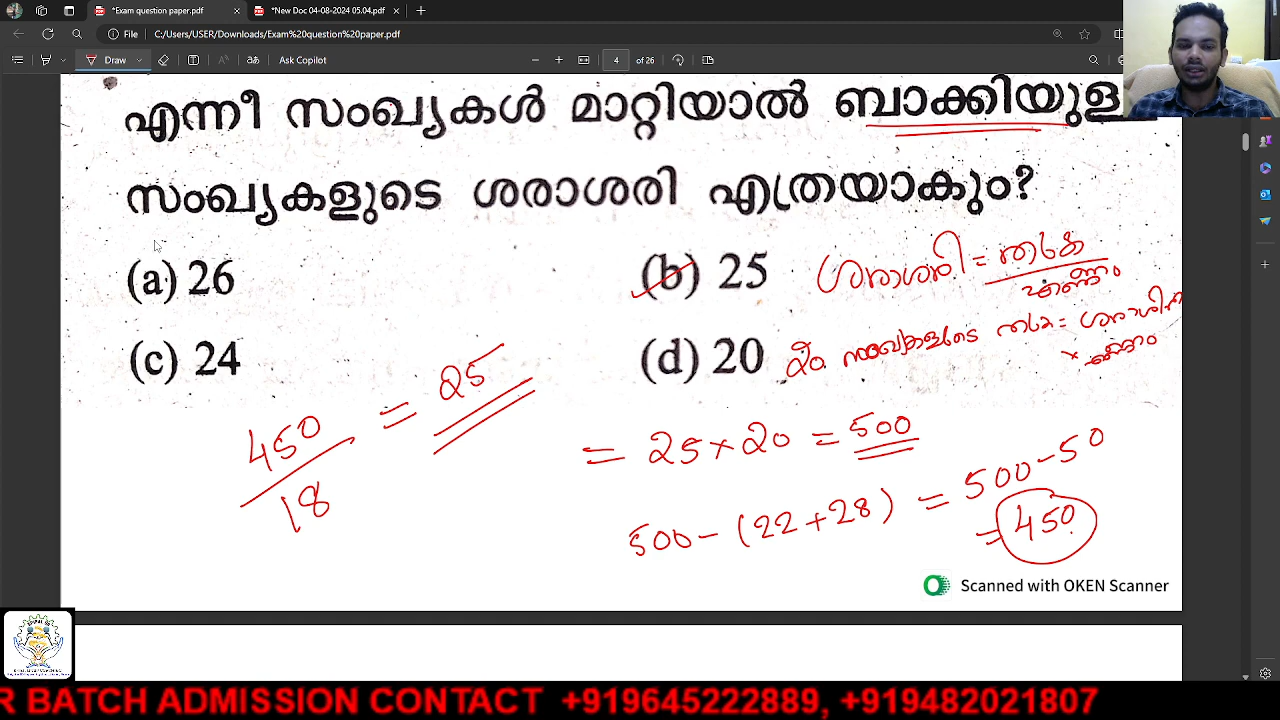 *Exam question paper.pdf
*New Doc 04-08-2024 05.04.pdf
File C:/Users/USER/Downloads/Exam%20question%20paper.pdf
Draw Ask Copilot 4 of 26
എന്നീ സംഖ്യകൾ മാറ്റിയാൽ ബാക്കിയുള
സംഖ്യകളുടെ ശരാശരി എത്രയാകും?
(a) 26 (b) 25
ശരാശരി = തുക / എണ്ണം
(c) 24 (d) 20
20 സംഖ്യകളുടെ തുക =
× എണ്ണം
450 / 18 = 25
= 25 × 20 = 500
500 - (22 + 28) = 500 - 50
= 450
Scanned with OKEN Scanner
R BATCH ADMISSION CONTACT +919645222889, +919482021807